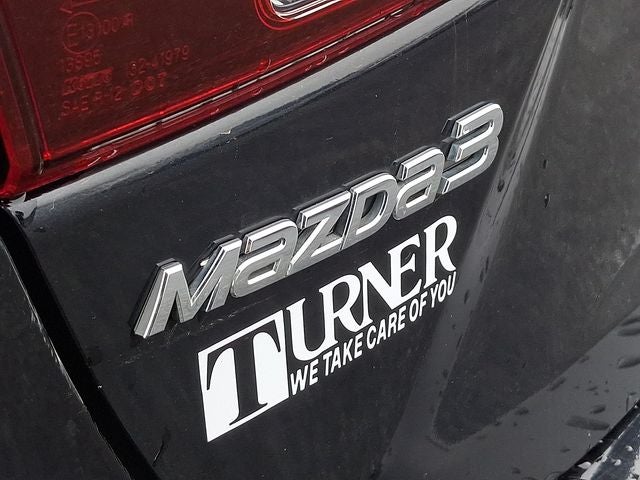 mazda3
TURNER
WE TAKE CARE OF YOU